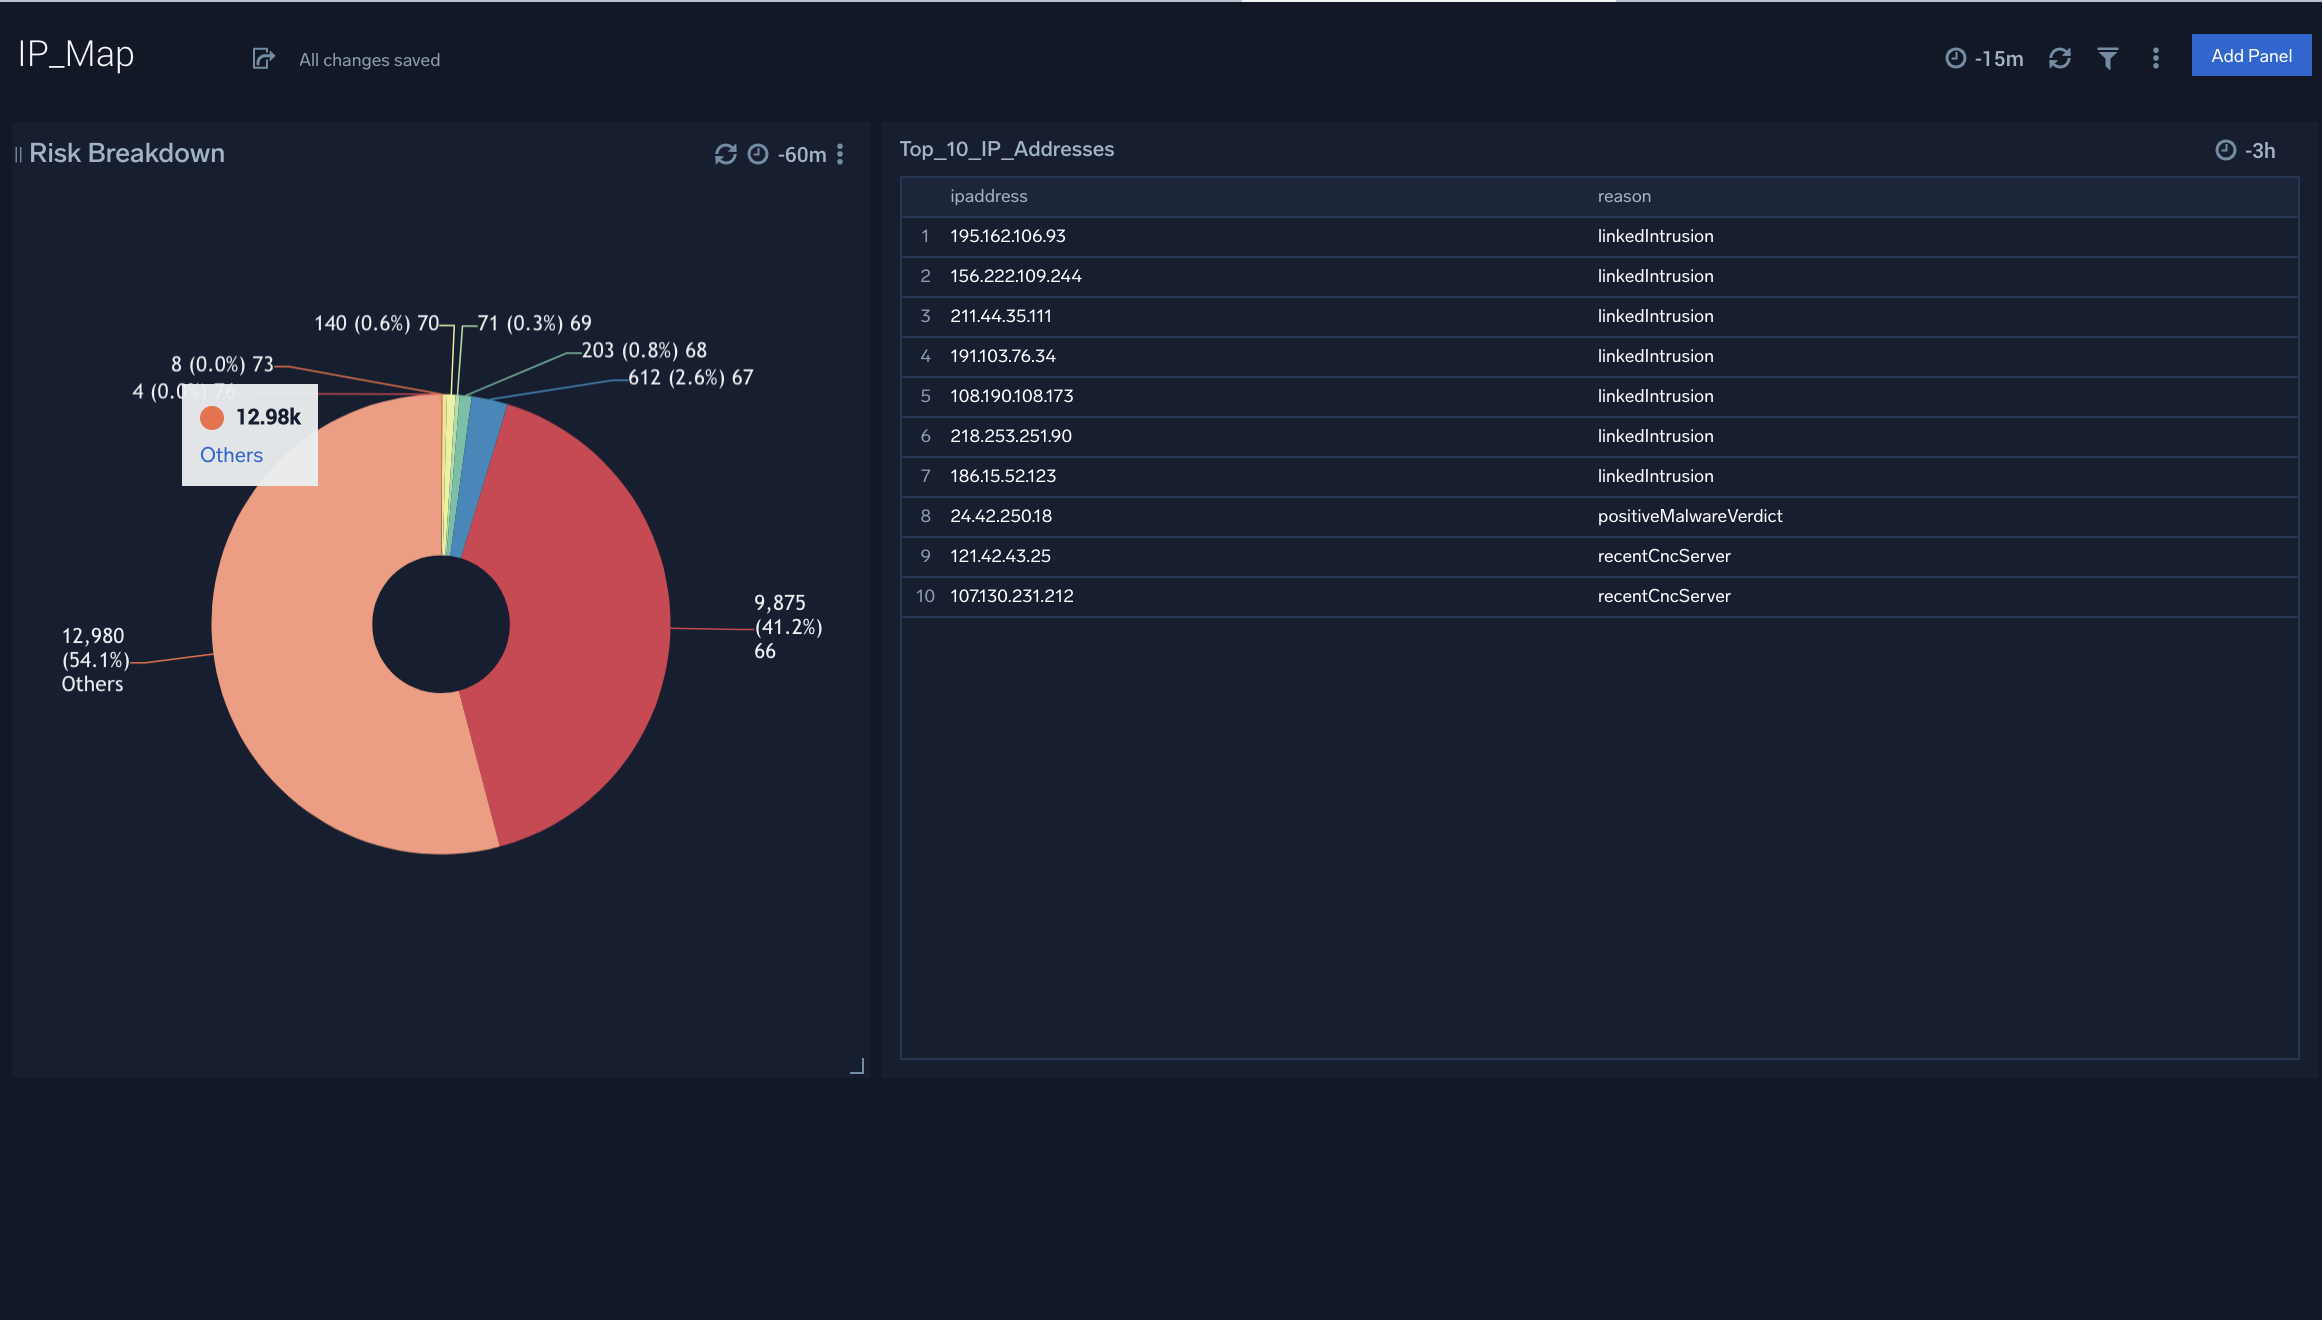 IP_Map
All changes saved
-15m
Add Panel
Risk Breakdown
-60m
140 (0.6%) 70
71 (0.3%) 69
203 (0.8%) 68
8 (0.0%) 73
612 (2.6%) 67
4 (0.0%) 76
12.98k
Others
9,875
(41.2%)
66
12,980
(54.1%)
Others
Top_10_IP_Addresses
-3h
ipaddress reason
1 195.162.106.93 linkedIntrusion
2 156.222.109.244 linkedIntrusion
3 211.44.35.111 linkedIntrusion
4 191.103.76.34 linkedIntrusion
5 108.190.108.173 linkedIntrusion
6 218.253.251.90 linkedIntrusion
7 186.15.52.123 linkedIntrusion
8 24.42.250.18 positiveMalwareVerdict
9 121.42.43.25 recentCncServer
10 107.130.231.212 recentCncServer